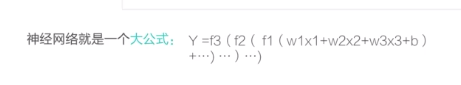 神经网络就是一个大公式： Y =f3（f2（ f1（w1x1+w2x2+w3x3+b）
+…) …）…)